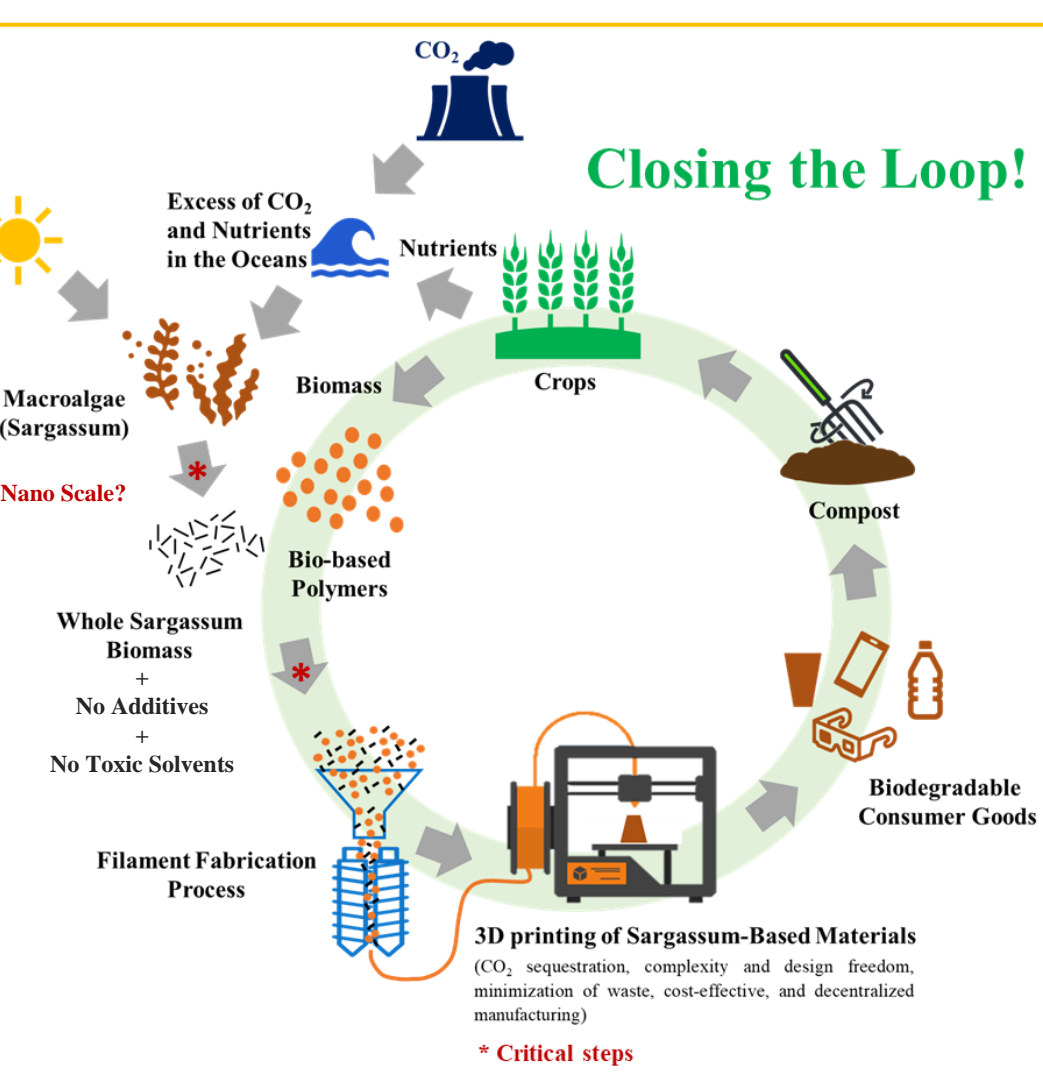 CO₂
Closing the Loop!
Excess of CO₂
and Nutrients
in the Oceans
Nutrients
Macroalgae
(Sargassum)
Biomass
Crops
*
Nano Scale?
Compost
Bio-based
Polymers
Whole Sargassum
Biomass
+
No Additives
+
No Toxic Solvents
*
Biodegradable
Consumer Goods
Filament Fabrication
Process
3D printing of Sargassum-Based Materials
(CO₂ sequestration, complexity and design freedom,
minimization of waste, cost-effective, and decentralized
manufacturing)
* Critical steps